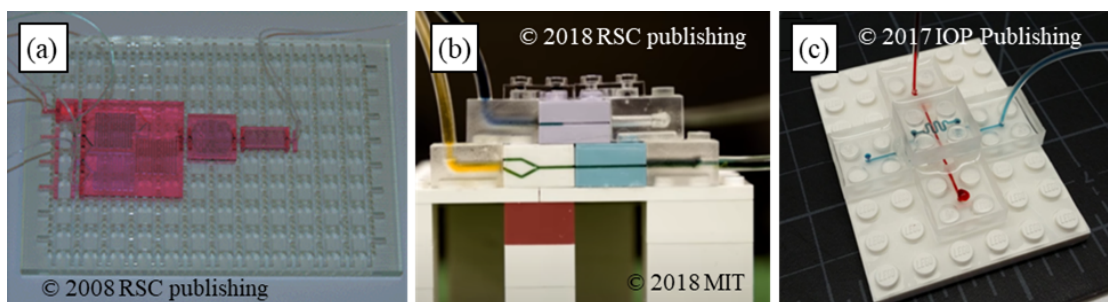 (a)
© 2008 RSC publishing
(b)
© 2018 RSC publishing
© 2018 MIT
(c)
© 2017 IOP Publishing